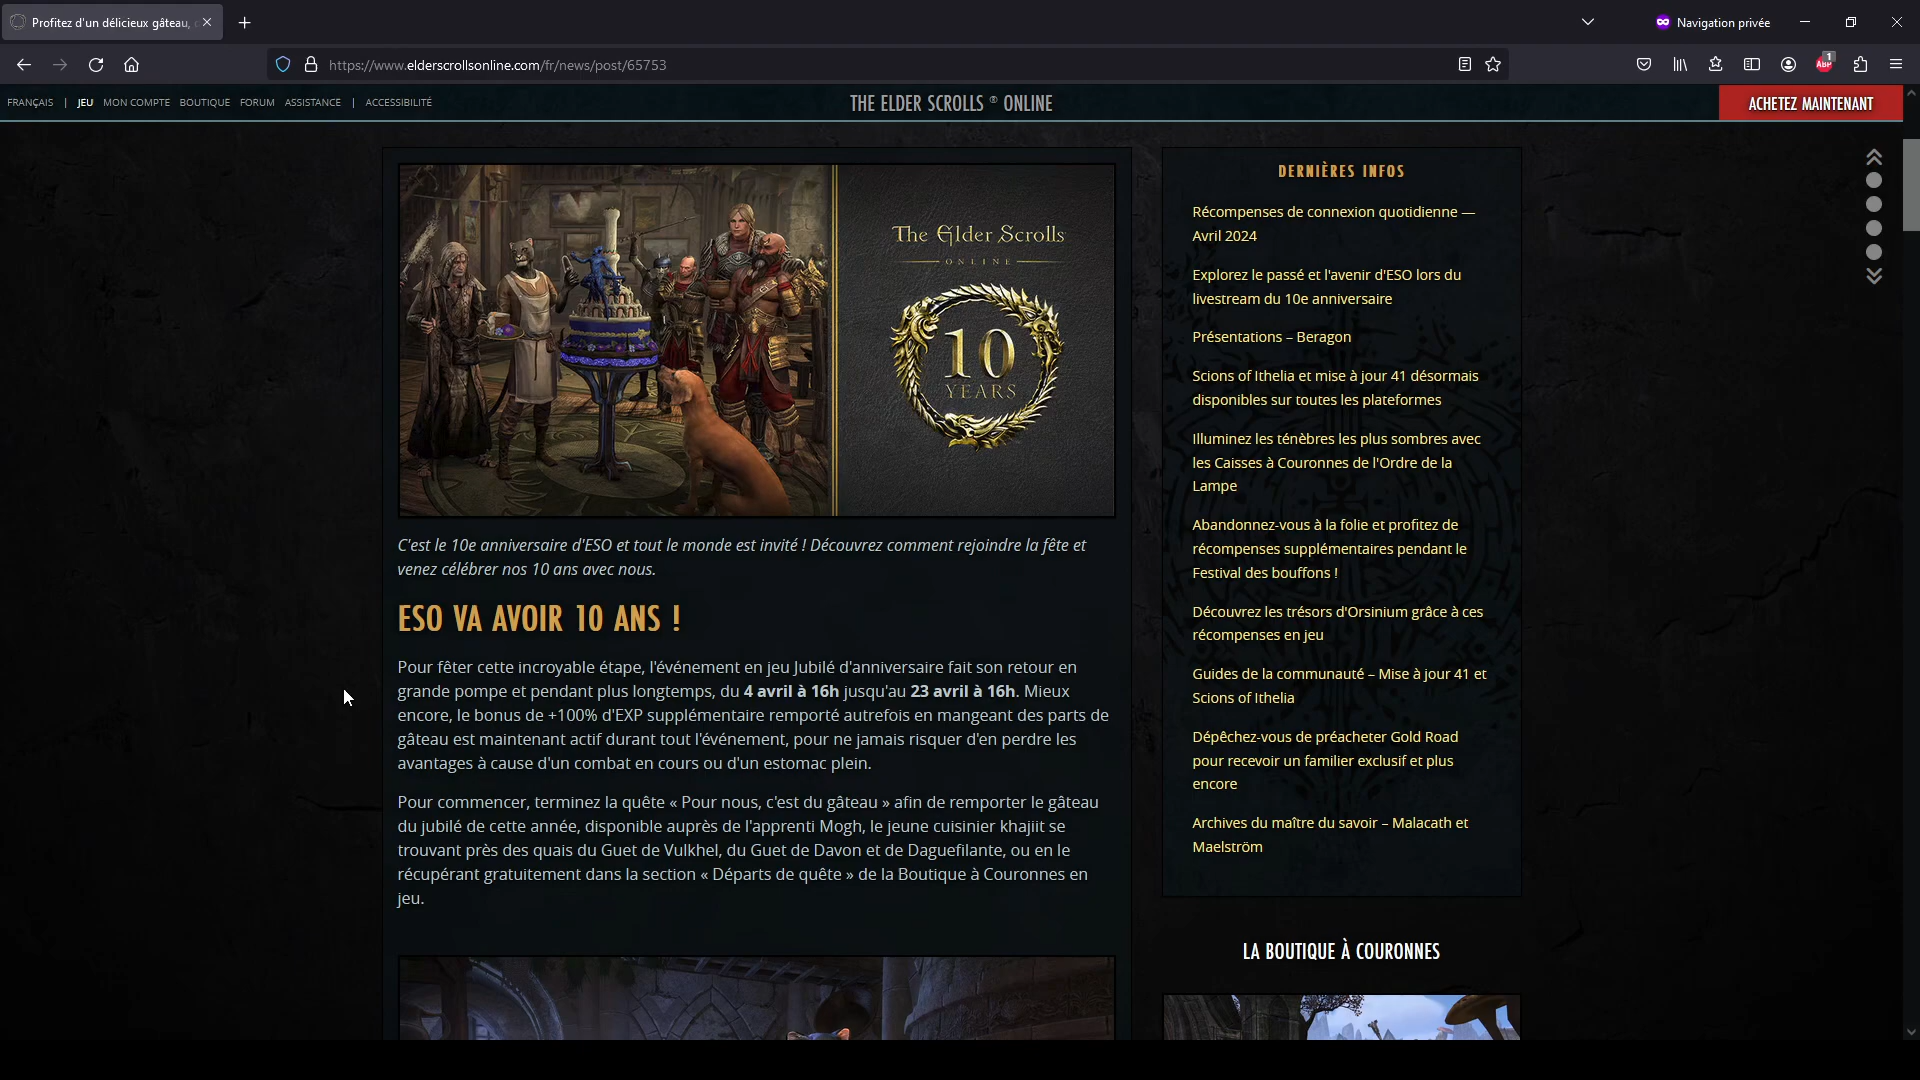 Profitez d'un délicieux gâteau,
Navigation privée
https://www.elderscrollsonline.com/fr/news/post/65753
1
ABP
FRANÇAIS | JEU MON COMPTE BOUTIQUE FORUM ASSISTANCE | ACCESSIBILITÉ
THE ELDER SCROLLS ® ONLINE
ACHETEZ MAINTENANT
The Elder Scrolls
ONLINE
10
YEARS
C'est le 10e anniversaire d'ESO et tout le monde est invité ! Découvrez comment rejoindre la fête et
venez célébrer nos 10 ans avec nous.
ESO VA AVOIR 10 ANS !
Pour fêter cette incroyable étape, l'événement en jeu Jubilé d'anniversaire fait son retour en
grande pompe et pendant plus longtemps, du 4 avril à 16h jusqu'au 23 avril à 16h. Mieux
encore, le bonus de +100% d'EXP supplémentaire remporté autrefois en mangeant des parts de
gâteau est maintenant actif durant tout l'événement, pour ne jamais risquer d'en perdre les
avantages à cause d'un combat en cours ou d'un estomac plein.
Pour commencer, terminez la quête « Pour nous, c'est du gâteau » afin de remporter le gâteau
du jubilé de cette année, disponible auprès de l'apprenti Mogh, le jeune cuisinier khajiit se
trouvant près des quais du Guet de Vulkhel, du Guet de Davon et de Daguefilante, ou en le
récupérant gratuitement dans la section « Départs de quête » de la Boutique à Couronnes en
jeu.
DERNIÈRES INFOS
Récompenses de connexion quotidienne —
Avril 2024
Explorez le passé et l'avenir d'ESO lors du
livestream du 10e anniversaire
Présentations – Beragon
Scions of Ithelia et mise à jour 41 désormais
disponibles sur toutes les plateformes
Illuminez les ténèbres les plus sombres avec
les Caisses à Couronnes de l'Ordre de la
Lampe
Abandonnez-vous à la folie et profitez de
récompenses supplémentaires pendant le
Festival des bouffons !
Découvrez les trésors d'Orsinium grâce à ces
récompenses en jeu
Guides de la communauté – Mise à jour 41 et
Scions of Ithelia
Dépêchez-vous de préacheter Gold Road
pour recevoir un familier exclusif et plus
encore
Archives du maître du savoir – Malacath et
Maelström
LA BOUTIQUE À COURONNES